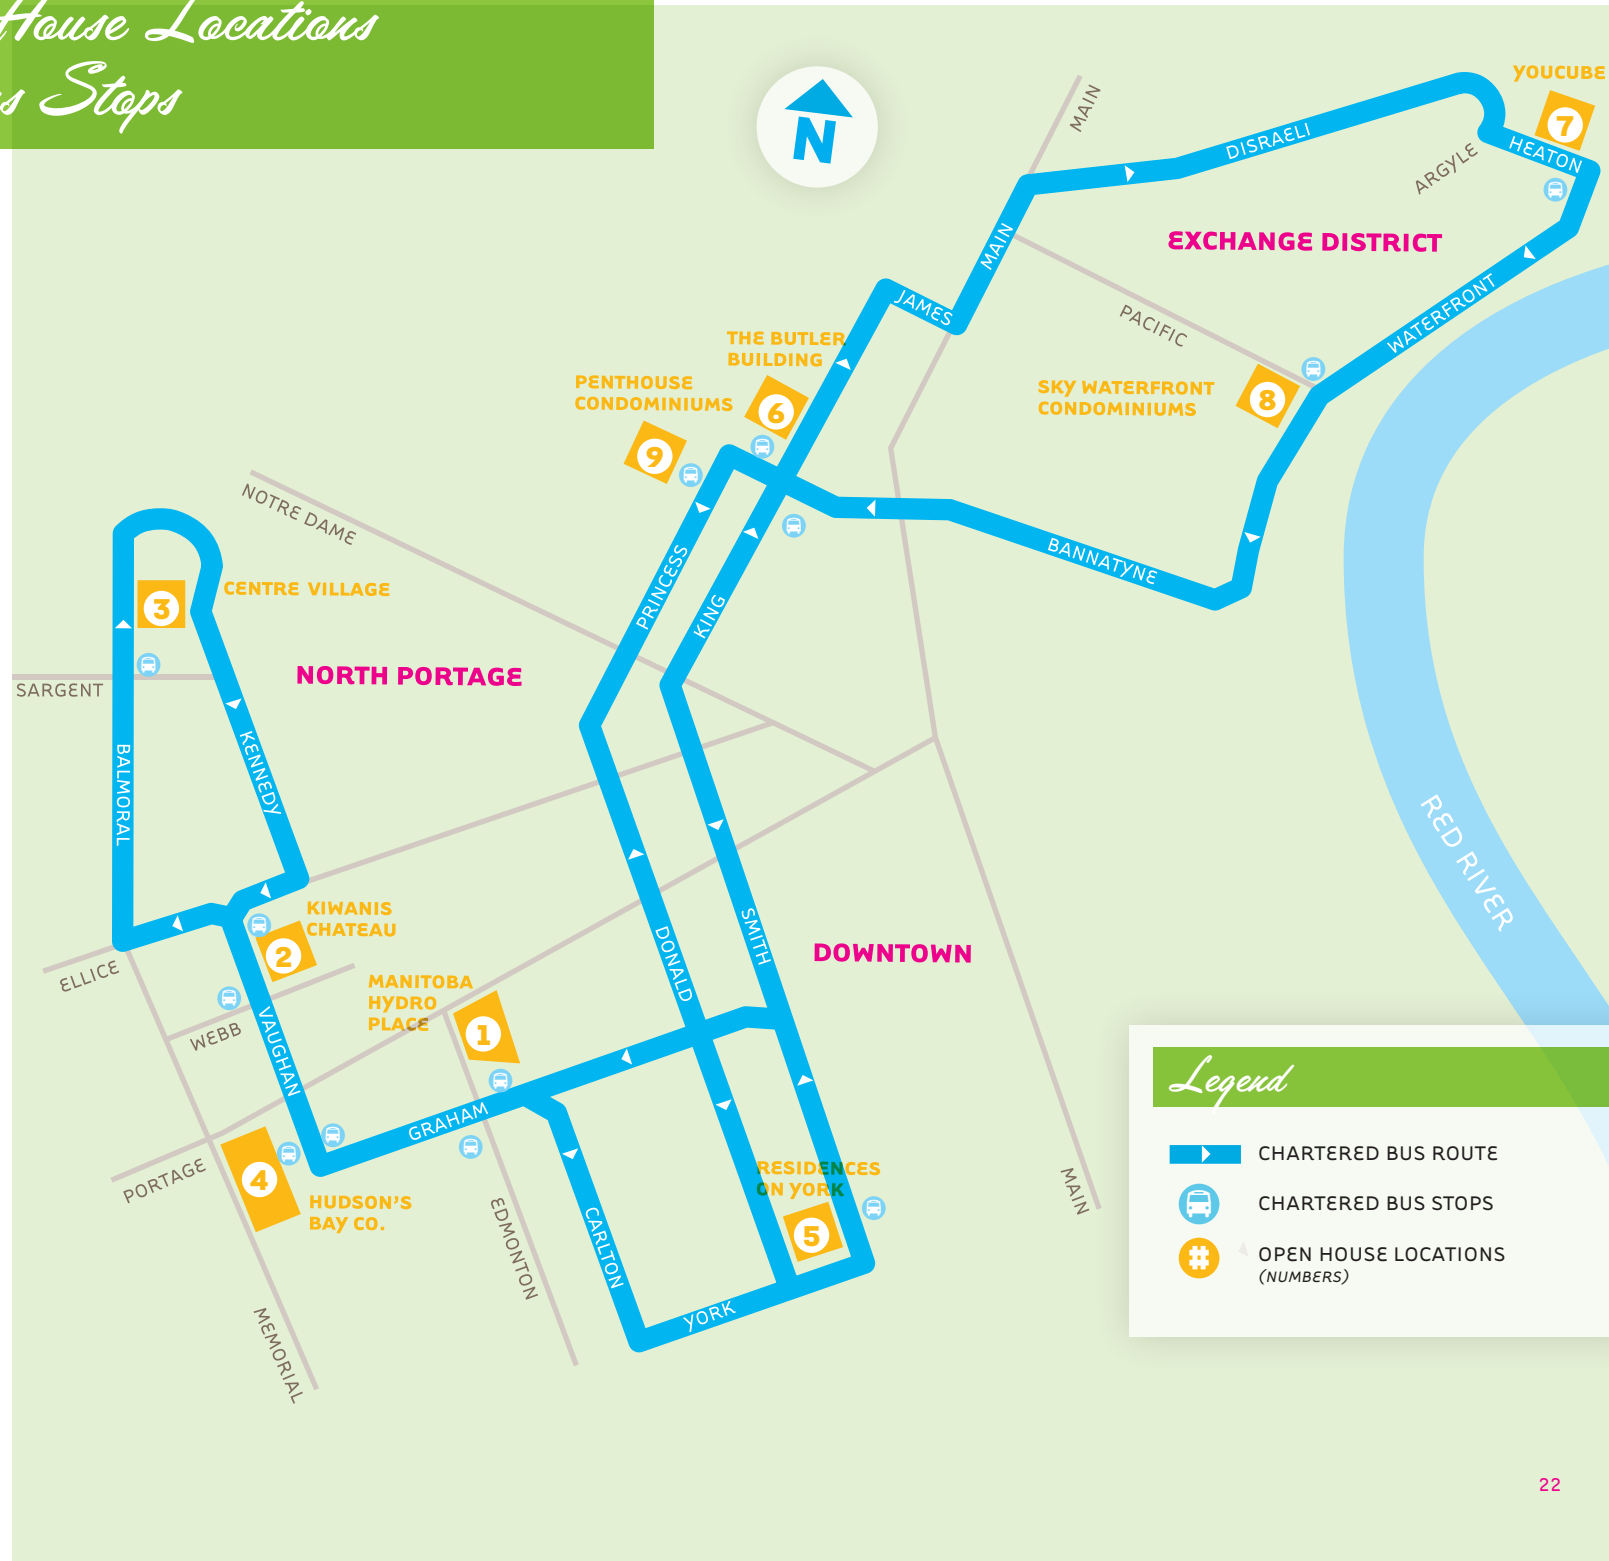 House Locations
s Stops
N
MAIN
YOUCUBE
7
DISRAELI
HEATON
ARGYLE
EXCHANGE DISTRICT
MAIN
JAMES
PACIFIC
WATERFRONT
THE BUTLER
BUILDING
6
PENTHOUSE
CONDOMINIUMS
9
SKY WATERFRONT
CONDOMINIUMS
8
NOTRE DAME
BANNATYNE
PRINCESS
KING
3
CENTRE VILLAGE
NORTH PORTAGE
SARGENT
BALMORAL
KENNEDY
RED RIVER
KIWANIS
CHATEAU
2
ELLICE
SMITH
DONALD
DOWNTOWN
MANITOBA
HYDRO
PLACE
1
WEBB
VAUGHAN
GRAHAM
PORTAGE
4
HUDSON'S
BAY CO.
RESIDENCES
ON YORK
5
EDMONTON
CARLTON
YORK
MEMORIAL
MAIN
Legend
CHARTERED BUS ROUTE
CHARTERED BUS STOPS
#
OPEN HOUSE LOCATIONS
(NUMBERS)
22